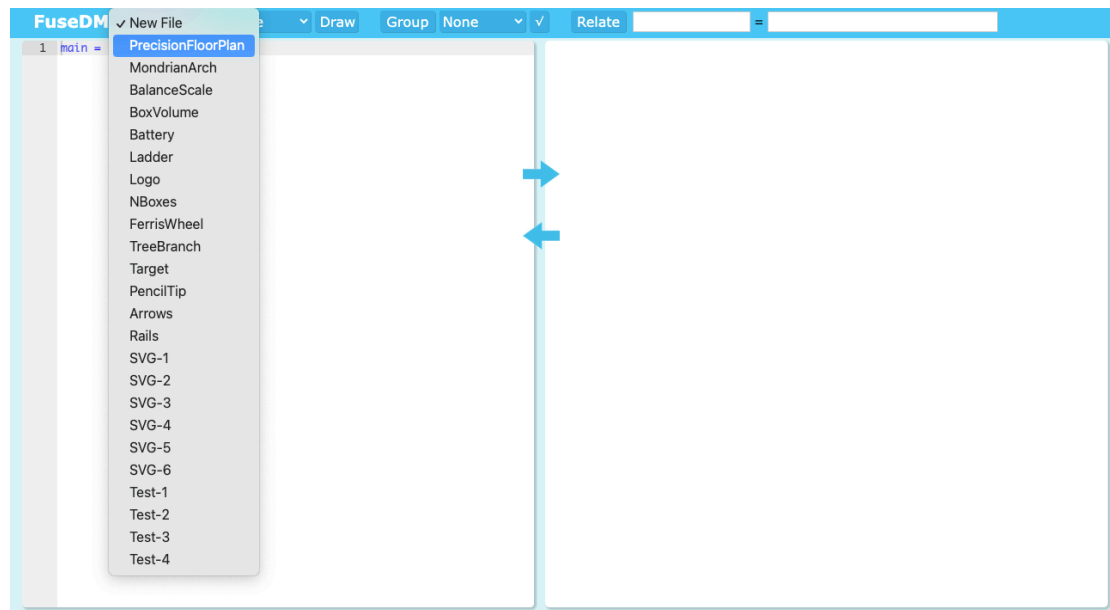 FuseDM ✓ New File Draw Group None √ Relate =
1 main = PrecisionFloorPlan
MondrianArch
BalanceScale
BoxVolume
Battery
Ladder
Logo
NBoxes
FerrisWheel
TreeBranch
Target
PencilTip
Arrows
Rails
SVG-1
SVG-2
SVG-3
SVG-4
SVG-5
SVG-6
Test-1
Test-2
Test-3
Test-4